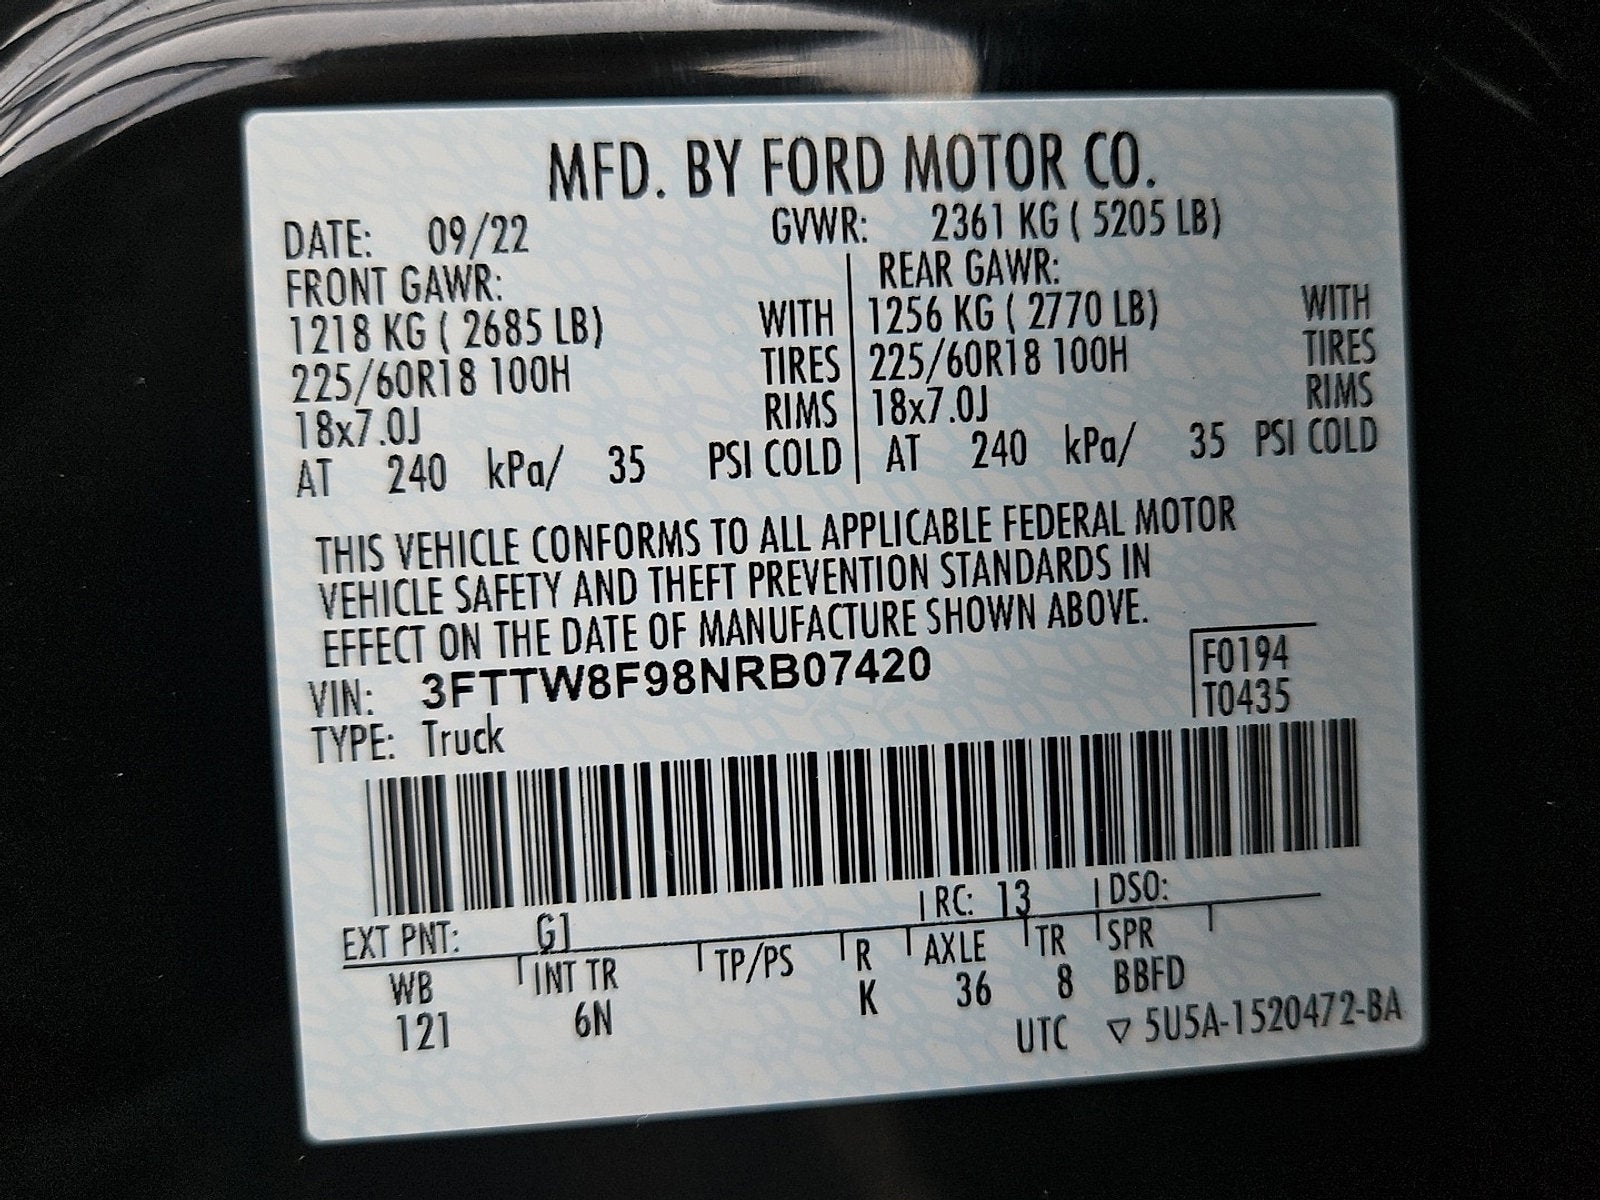 MFD. BY FORD MOTOR CO.
DATE: 09/22 GVWR: 2361 KG ( 5205 LB)
FRONT GAWR: REAR GAWR:
1218 KG ( 2685 LB) WITH 1256 KG ( 2770 LB) WITH
225/60R18 100H TIRES 225/60R18 100H TIRES
18x7.0J RIMS 18x7.0J RIMS
AT 240 kPa/ 35 PSI COLD AT 240 kPa/ 35 PSI COLD
THIS VEHICLE CONFORMS TO ALL APPLICABLE FEDERAL MOTOR
VEHICLE SAFETY AND THEFT PREVENTION STANDARDS IN
EFFECT ON THE DATE OF MANUFACTURE SHOWN ABOVE.
VIN: 3FTTW8F98NRB07420 F0194
TYPE: Truck T0435
EXT PNT: G1 RC: 13 DSO:
WB INT TR TP/PS R AXLE TR SPR
121 6N K 36 8 BBFD
UTC ▽ 5U5A-1520472-BA